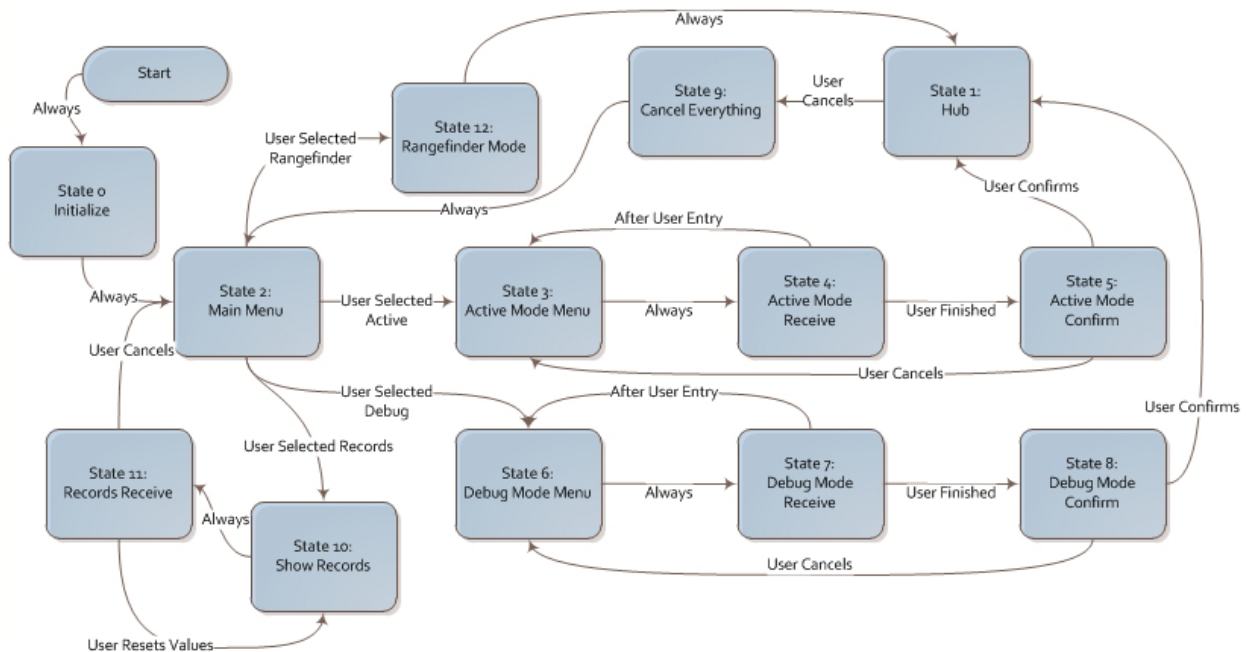 Always
Start
Always
State 0
Initialize
User Selected
Rangefinder
State 12:
Rangefinder Mode
State 9:
Cancel Everything
User
Cancels
State 1:
Hub
Always
User Confirms
Always
State 2:
Main Menu
User Selected
Active
After User Entry
State 3:
Active Mode Menu
Always
State 4:
Active Mode
Receive
User Finished
State 5:
Active Mode
Confirm
User Cancels
User Cancels
User Selected
Debug
After User Entry
User Confirms
User Selected Records
State 11:
Records Receive
Always
State 10:
Show Records
State 6:
Debug Mode Menu
Always
State 7:
Debug Mode
Receive
User Finished
State 8:
Debug Mode
Confirm
User Cancels
User Resets Values